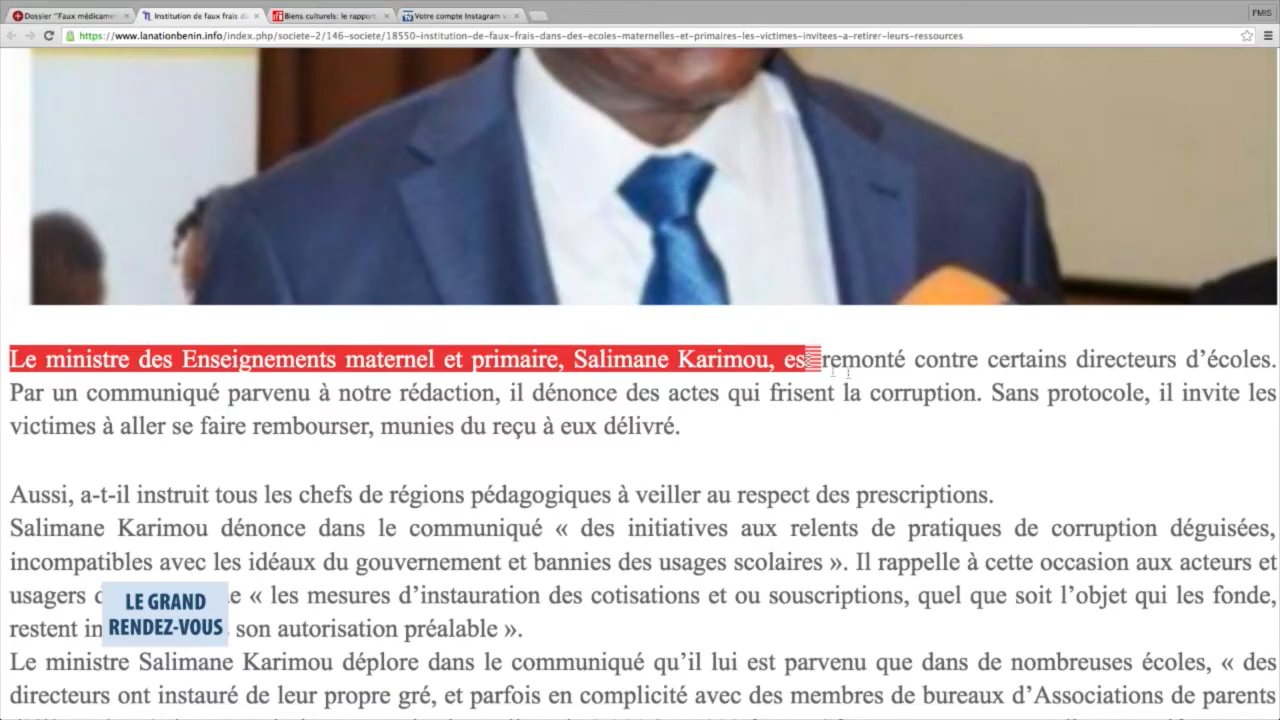 Dossier "Faux médicame
Institution de faux frais d
Biens culturels: le rapport
Votre compte Instagram v
FMIS
https://www.lanationbenin.info/index.php/societe-2/146-societe/18550-institution-de-faux-frais-dans-des-ecoles-maternelles-et-primaires-les-victimes-invitees-a-retirer-leurs-ressources
Le ministre des Enseignements maternel et primaire, Salimane Karimou, es remonté contre certains directeurs d'écoles.
Par un communiqué parvenu à notre rédaction, il dénonce des actes qui frisent la corruption. Sans protocole, il invite les
victimes à aller se faire rembourser, munies du reçu à eux délivré.
Aussi, a-t-il instruit tous les chefs de régions pédagogiques à veiller au respect des prescriptions.
Salimane Karimou dénonce dans le communiqué « des initiatives aux relents de pratiques de corruption déguisées,
incompatibles avec les idéaux du gouvernement et bannies des usages scolaires ». Il rappelle à cette occasion aux acteurs et
usagers e « les mesures d'instauration des cotisations et ou souscriptions, quel que soit l'objet qui les fonde,
restent in son autorisation préalable ».
LE GRAND
RENDEZ-VOUS
Le ministre Salimane Karimou déplore dans le communiqué qu'il lui est parvenu que dans de nombreuses écoles, « des
directeurs ont instauré de leur propre gré, et parfois en complicité avec des membres de bureaux d'Associations de parents